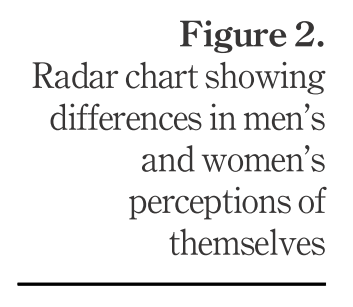 Figure 2.
Radar chart showing
differences in men’s
and women’s
perceptions of
themselves